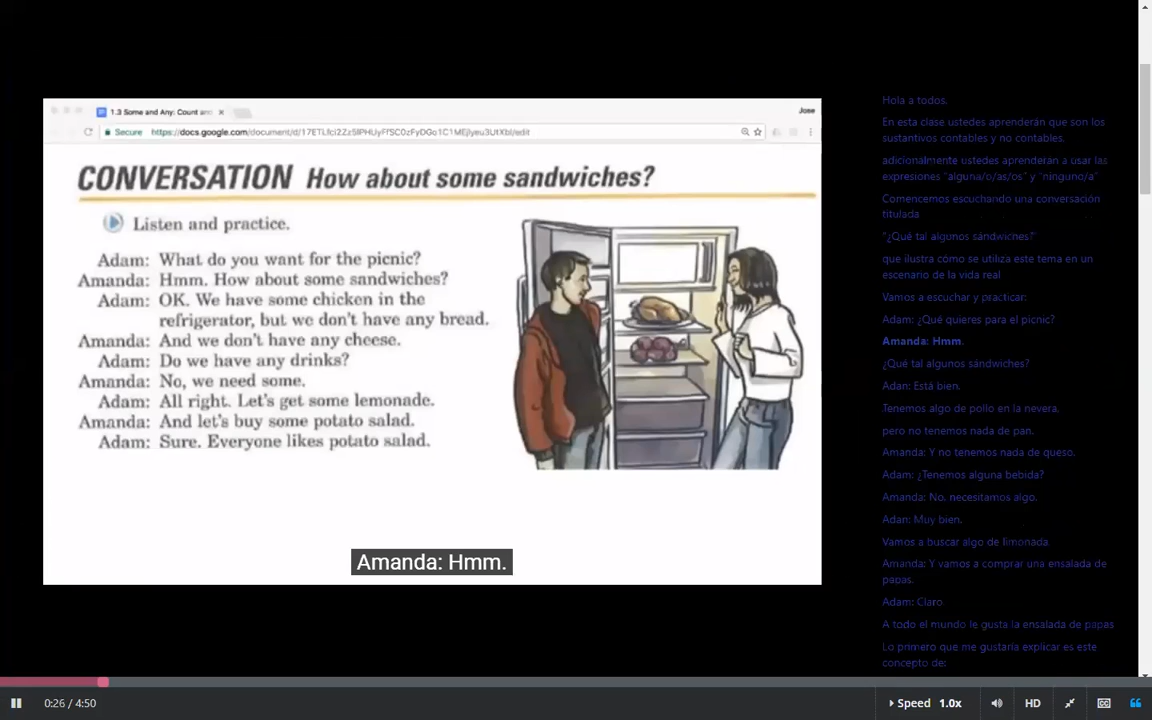 1.3 Some and Any: Count and
Jose
Secure
CONVERSATION How about some sandwiches?
Listen and practice.
Adam: What do you want for the picnic?
Amanda: Hmm. How about some sandwiches?
Adam: OK. We have some chicken in the
refrigerator, but we don't have any bread.
Amanda: And we don't have any cheese.
Adam: Do we have any drinks?
Amanda: No, we need some.
Adam: All right. Let's get some lemonade.
Amanda: And let's buy some potato salad.
Adam: Sure. Everyone likes potato salad.
Amanda: Hmm.
Hola a todos.
En esta clase ustedes aprenderán que son los
sustantivos contables y no contables.
adicionalmente ustedes aprenderán a usar las
expresiones "alguna/o/as/os" y "ninguno/a"
Comencemos escuchando una conversación
titulada
"¿Qué tal algunos sándwiches?"
que ilustra cómo se utiliza este tema en un
escenario de la vida real
Vamos a escuchar y practicar:
Adam: ¿Qué quieres para el picnic?
Amanda: Hmm.
¿Qué tal algunos sándwiches?
Adan: Está bien.
Tenemos algo de pollo en la nevera,
pero no tenemos nada de pan.
Amanda: Y no tenemos nada de queso.
Adam: ¿Tenemos alguna bebida?
Amanda: No, necesitamos algo.
Adan: Muy bien.
Vamos a buscar algo de limonada.
Amanda: Y vamos a comprar una ensalada de
papas.
Adam: Claro
A todo el mundo le gusta la ensalada de papas
Lo primero que me gustaría explicar es este
concepto de:
0:26 / 4:50
Speed 1.0x
HD